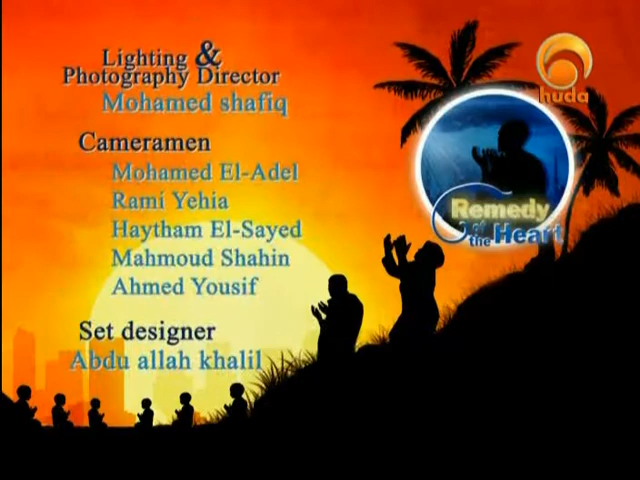 Lighting &
Photography Director
Mohamed shafiq
Cameramen
Mohamed El-Adel
Rami Yehia
Haytham El-Sayed
Mahmoud Shahin
Ahmed Yousif
Set designer
Abdu allah khalil
huda
Remedy
of
the Heart